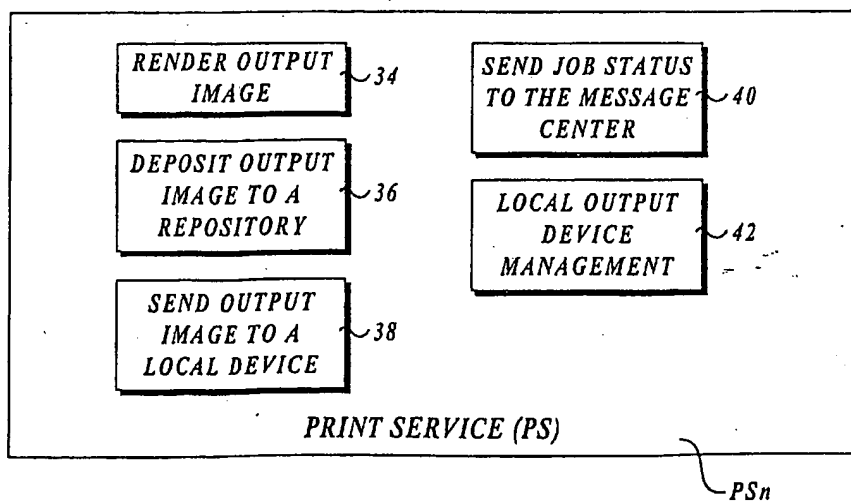 RENDER OUTPUT
IMAGE
34
DEPOSIT OUTPUT
IMAGE TO A
REPOSITORY
36
SEND OUTPUT
IMAGE TO A
LOCAL DEVICE
38
SEND JOB STATUS
TO THE MESSAGE
CENTER
40
LOCAL OUTPUT
DEVICE
MANAGEMENT
42
PRINT SERVICE (PS)
PSn